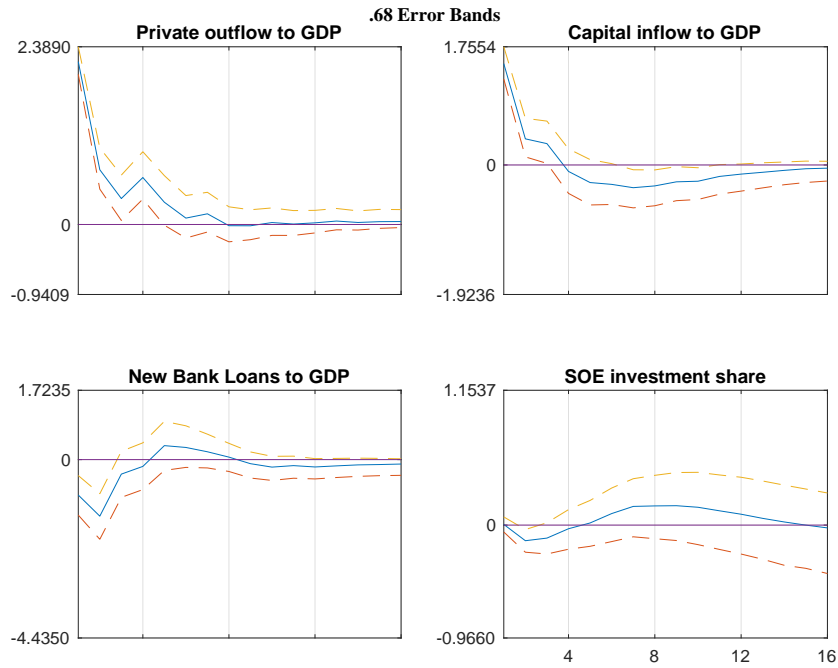 .68 Error Bands
Private outflow to GDP
2.3890
0
-0.9409
Capital inflow to GDP
1.7554
0
-1.9236
New Bank Loans to GDP
1.7235
0
-4.4350
SOE investment share
1.1537
0
-0.9660
4 8 12 16